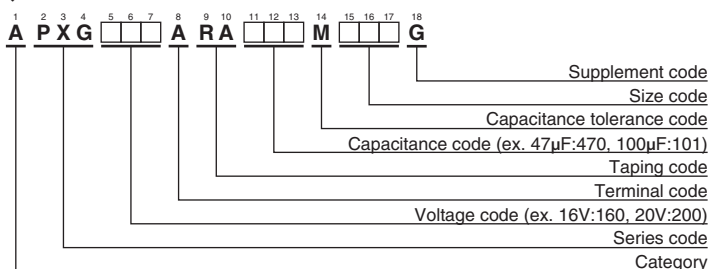 1 2 3 4 5 6 7 8 9 10 11 12 13 14 15 16 17 18
A P X G A R A M G
Supplement code
Size code
Capacitance tolerance code
Capacitance code (ex. 47µF:470, 100µF:101)
Taping code
Terminal code
Voltage code (ex. 16V:160, 20V:200)
Series code
Category